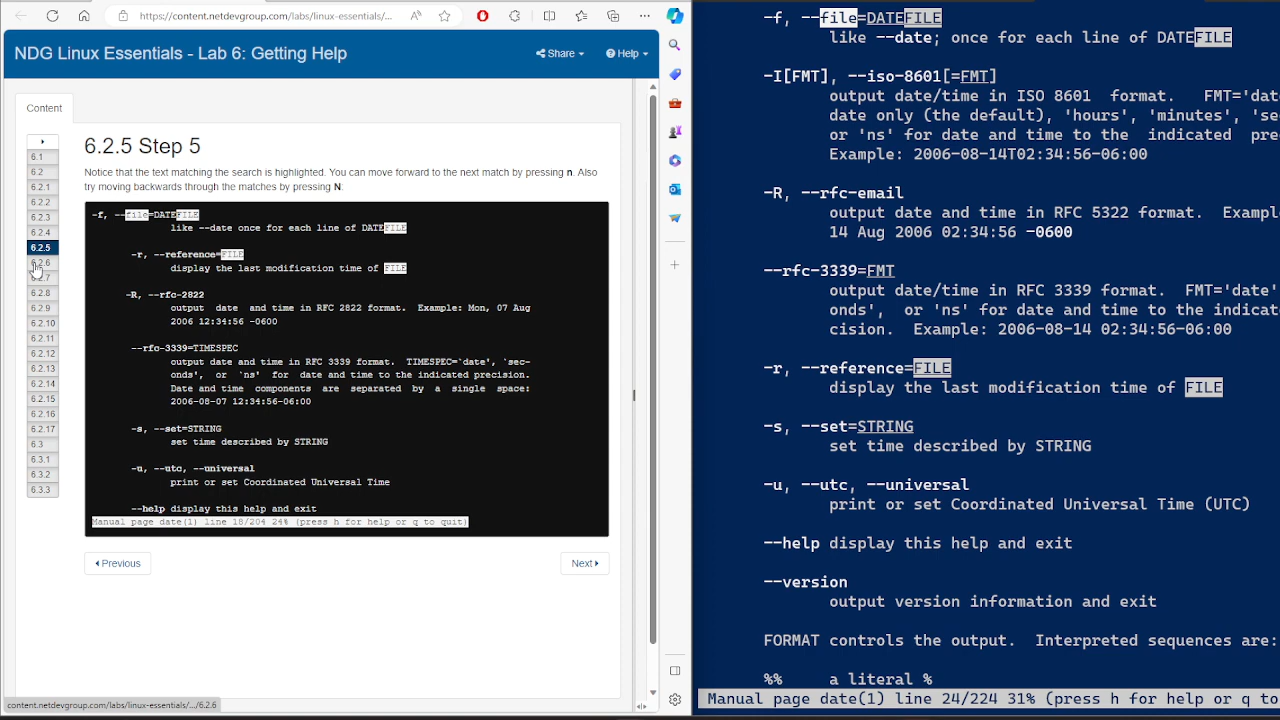 https://content.netdevgroup.com/labs/linux-essentials/...
NDG Linux Essentials - Lab 6: Getting Help
Share
Help
Content
6.1
6.2
6.2.1
6.2.2
6.2.3
6.2.4
6.2.5
6.2.6
6.2.7
6.2.8
6.2.9
6.2.10
6.2.11
6.2.12
6.2.13
6.2.14
6.2.15
6.2.16
6.2.17
6.3
6.3.1
6.3.2
6.3.3
6.2.5 Step 5
Notice that the text matching the search is highlighted. You can move forward to the next match by pressing n. Also
try moving backwards through the matches by pressing N:
-f, --file=DATEFILE
like --date once for each line of DATEFILE
-r, --reference=FILE
display the last modification time of FILE
-R, --rfc-2822
output date and time in RFC 2822 format. Example: Mon, 07 Aug
2006 12:34:56 -0600
--rfc-3339=TIMESPEC
output date and time in RFC 3339 format. TIMESPEC='date', 'sec-
onds', or 'ns' for date and time to the indicated precision.
Date and time components are separated by a single space:
2006-08-07 12:34:56-06:00
-s, --set=STRING
set time described by STRING
-u, --utc, --universal
print or set Coordinated Universal Time
--help display this help and exit
Manual page date(1) line 18/204 24% (press h for help or q to quit)
Previous
Next
content.netdevgroup.com/labs/linux-essentials/.../6.2.6
-f, --file=DATEFILE
like --date; once for each line of DATEFILE
-I[FMT], --iso-8601[=FMT]
output date/time in ISO 8601 format. FMT='dat
date only (the default), 'hours', 'minutes', 'se
or 'ns' for date and time to the indicated pre
Example: 2006-08-14T02:34:56-06:00
-R, --rfc-email
output date and time in RFC 5322 format. Exampl
14 Aug 2006 02:34:56 -0600
--rfc-3339=FMT
output date/time in RFC 3339 format. FMT='date'
onds', or 'ns' for date and time to the indicate
cision. Example: 2006-08-14 02:34:56-06:00
-r, --reference=FILE
display the last modification time of FILE
-s, --set=STRING
set time described by STRING
-u, --utc, --universal
print or set Coordinated Universal Time (UTC)
--help display this help and exit
--version
output version information and exit
FORMAT controls the output. Interpreted sequences are:
%% a literal %
Manual page date(1) line 24/224 31% (press h for help or q to